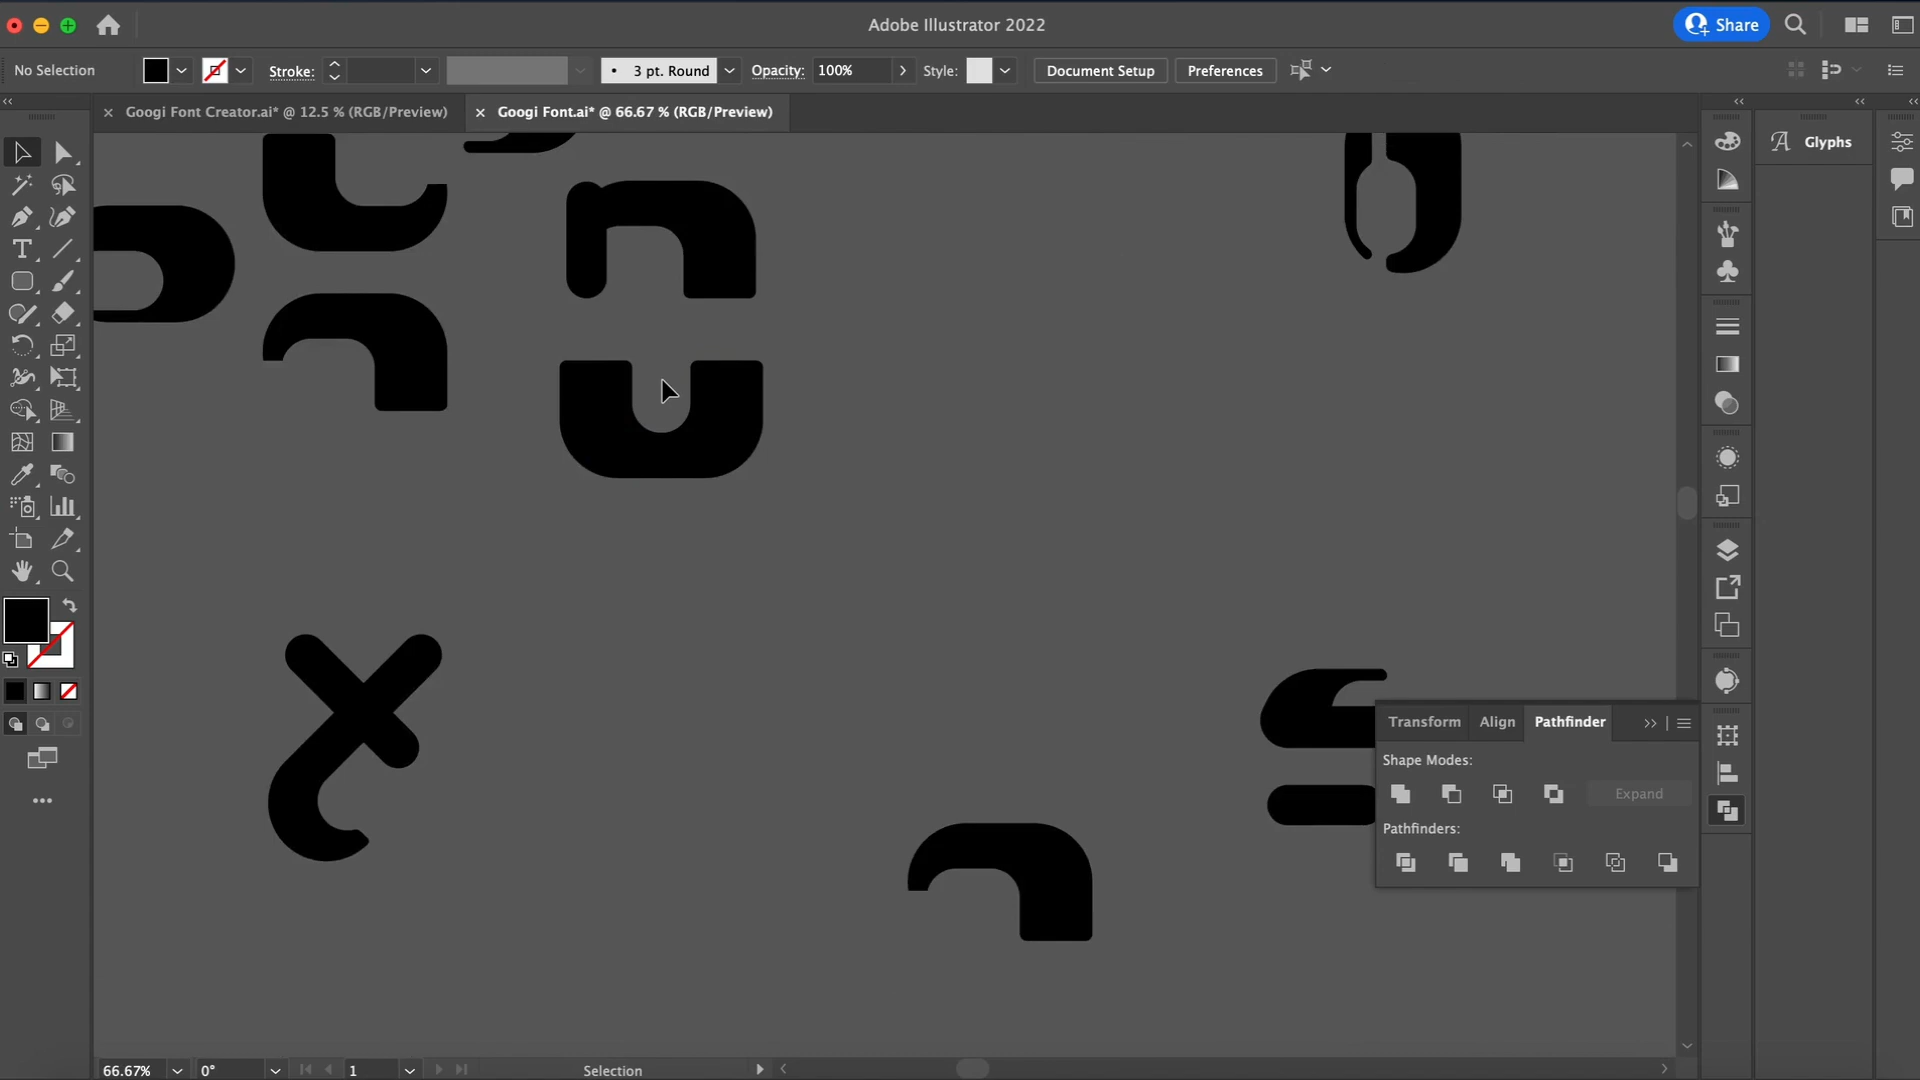 Adobe Illustrator 2022
Share
No Selection
Stroke:
3 pt. Round
Opacity:
100%
Style:
Document Setup
Preferences
Googi Font Creator.ai* @ 12.5 % (RGB/Preview)
Googi Font.ai* @ 66.67 % (RGB/Preview)
Glyphs
n
U
x
Transform
Align
Pathfinder
Shape Modes:
Expand
Pathfinders:
66.67%
0°
1
Selection